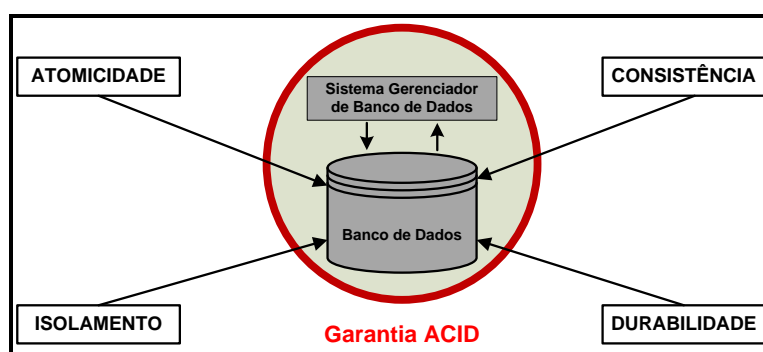 ATOMICIDADE
CONSISTÊNCIA
Sistema Gerenciador
de Banco de Dados
Banco de Dados
ISOLAMENTO
DURABILIDADE
Garantia ACID